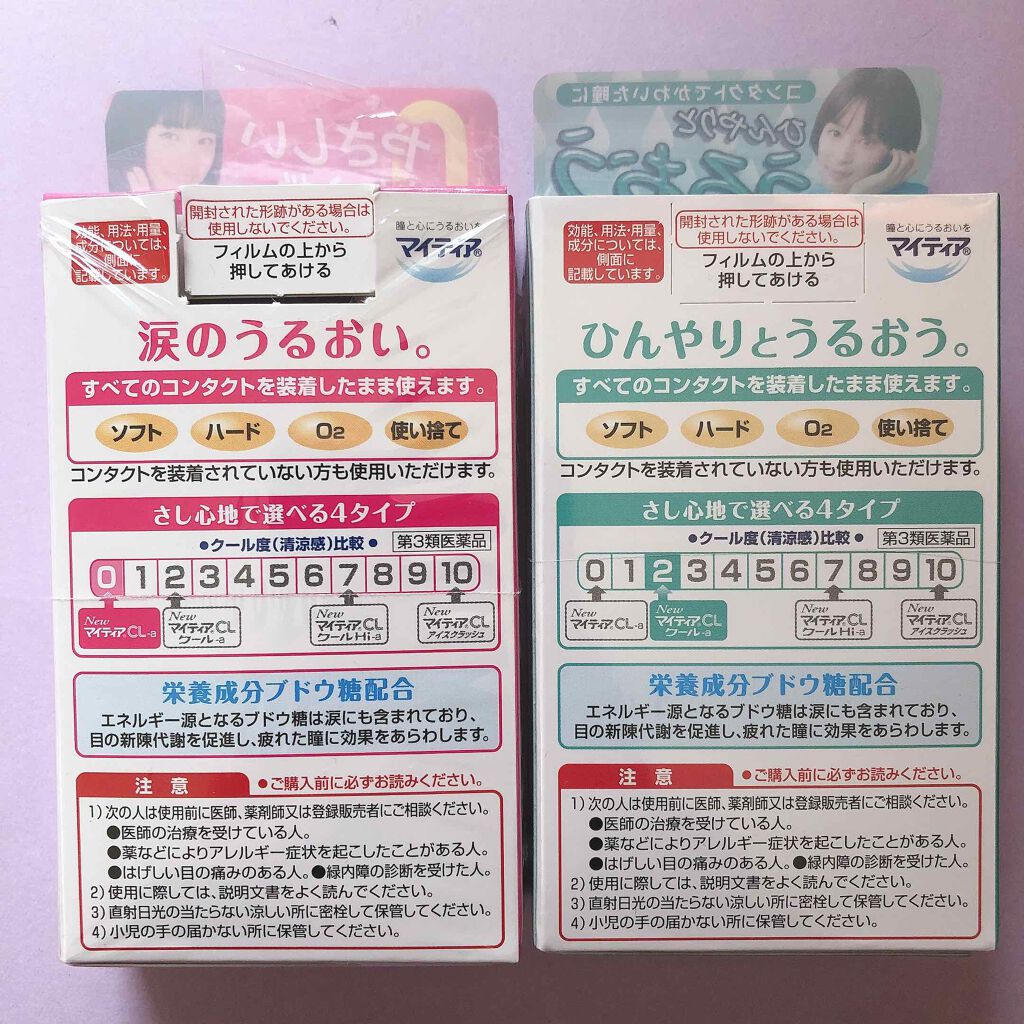 やさしい
効能、用法・用量、
成分については、
側面に
記載しています。
開封された形跡がある場合は
使用しないでください。
フィルムの上から
押してあける
瞳と心にうるおいを
マイティア®
涙のうるおい。
すべてのコンタクトを装着したまま使えます。
ソフト ハード O2 使い捨て
コンタクトを装着されていない方も使用いただけます。
さし心地で選べる4タイプ
●クール度(清涼感)比較● 第3類医薬品
0 1 2 3 4 5 6 7 8 9 10
New
マイティアCL-a
New
マイティアCL
クール-a
New
マイティアCL
クールHi-a
New
マイティアCL
アイスクラッシュ
栄養成分ブドウ糖配合
エネルギー源となるブドウ糖は涙にも含まれており、
目の新陳代謝を促進し、疲れた瞳に効果をあらわします。
注意 ●ご購入前に必ずお読みください。
1)次の人は使用前に医師、薬剤師又は登録販売者にご相談ください。
●医師の治療を受けている人。
●薬などによりアレルギー症状を起こしたことがある人。
●はげしい目の痛みのある人。●緑内障の診断を受けた人。
2)使用に際しては、説明文書をよく読んでください。
3)直射日光の当たらない涼しい所に密栓して保管してください。
4)小児の手の届かない所に保管してください。
コンタクトでかわいた瞳に
ひんやりと
うるおう
効能、用法・用量、
成分については、
側面に
記載しています。
開封された形跡がある場合は
使用しないでください。
フィルムの上から
押してあける
瞳と心にうるおいを
マイティア®
ひんやりとうるおう。
すべてのコンタクトを装着したまま使えます。
ソフト ハード O2 使い捨て
コンタクトを装着されていない方も使用いただけます。
さし心地で選べる4タイプ
●クール度(清涼感)比較● 第3類医薬品
0 1 2 3 4 5 6 7 8 9 10
New
マイティアCL-a
New
マイティアCL
クール-a
New
マイティアCL
クールHi-a
New
マイティアCL
アイスクラッシュ
栄養成分ブドウ糖配合
エネルギー源となるブドウ糖は涙にも含まれており、
目の新陳代謝を促進し、疲れた瞳に効果をあらわします。
注意 ●ご購入前に必ずお読みください。
1)次の人は使用前に医師、薬剤師又は登録販売者にご相談ください。
●医師の治療を受けている人。
●薬などによりアレルギー症状を起こしたことがある人。
●はげしい目の痛みのある人。●緑内障の診断を受けた人。
2)使用に際しては、説明文書をよく読んでください。
3)直射日光の当たらない涼しい所に密栓して保管してください。
4)小児の手の届かない所に保管してください。